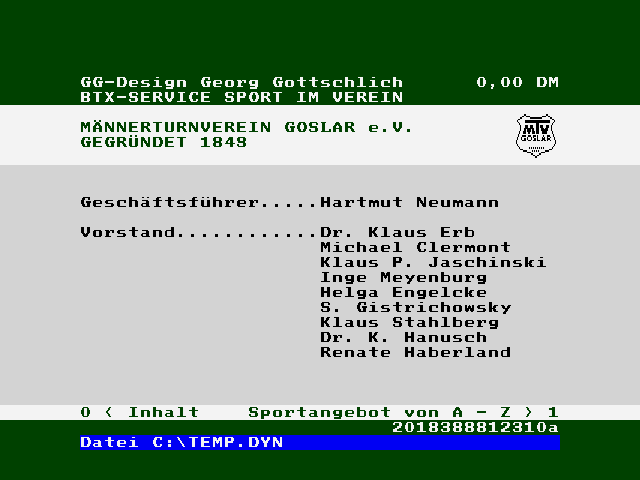 GG-Design Georg Gottschlich      0,00 DM
BTX-SERVICE SPORT IM VEREIN
MÄNNERTURNVEREIN GOSLAR e.V.
GEGRÜNDET 1849
MTV
GOSLAR
Geschäftsführer.....Hartmut Neumann
Vorstand............Dr. Klaus Erb
Michael Clermont
Klaus P. Jaschinski
Inge Meyenburg
Helga Engelcke
S. Gistrichowsky
Klaus Stahlberg
Dr. K. Hanusch
Renate Haberland
0 < Inhalt    Sportangebot von A - Z > 1
2018388812310a
Datei C:\TEMP.DYN